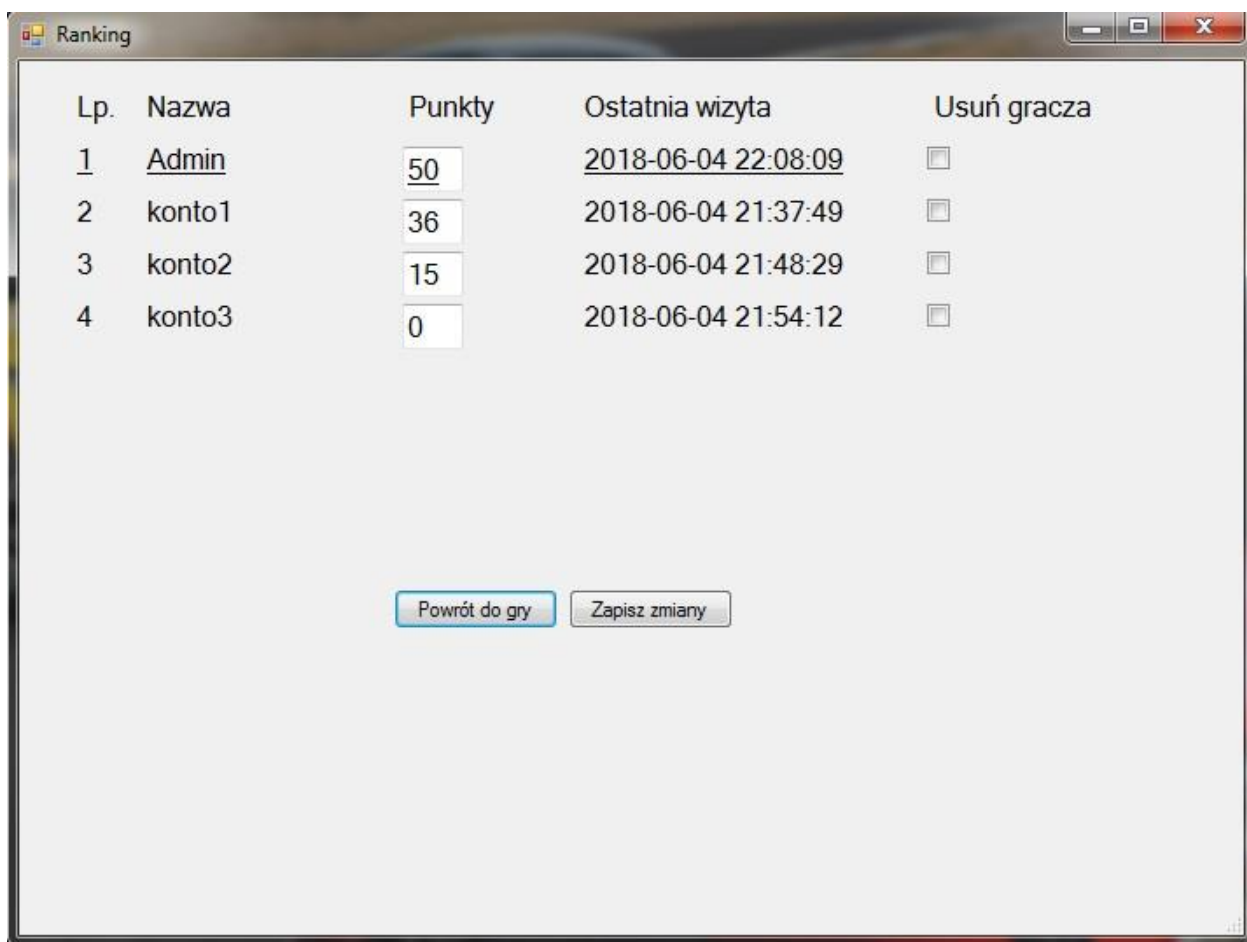 Ranking
Lp. Nazwa Punkty Ostatnia wizyta Usuń gracza
1 Admin 50 2018-06-04 22:08:09
2 konto1 36 2018-06-04 21:37:49
3 konto2 15 2018-06-04 21:48:29
4 konto3 0 2018-06-04 21:54:12
Powrót do gry Zapisz zmiany